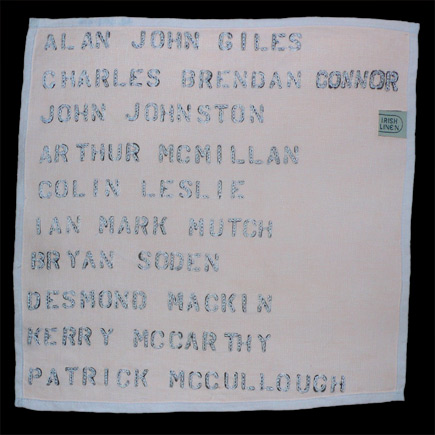 ALAN JOHN GILES
CHARLES BRENDAN CONNOR
JOHN JOHNSTON
IRISH
LINEN
ARTHUR MCMILLAN
COLIN LESLIE
IAN MARK MUTCH
BRYAN SODEN
DESMOND MACKIN
KERRY MCCARTHY
PATRICK MCCULLOUGH